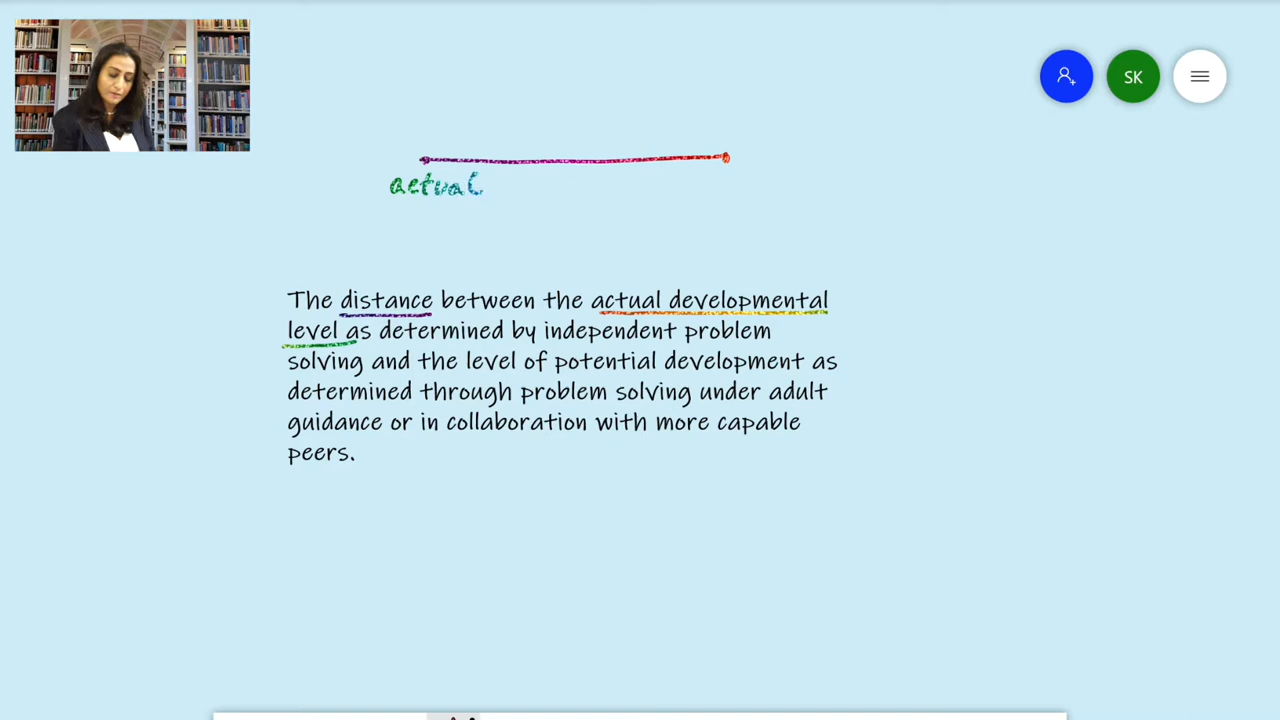 SK
actual
The distance between the actual developmental
level as determined by independent problem
solving and the level of potential development as
determined through problem solving under adult
guidance or in collaboration with more capable
peers.